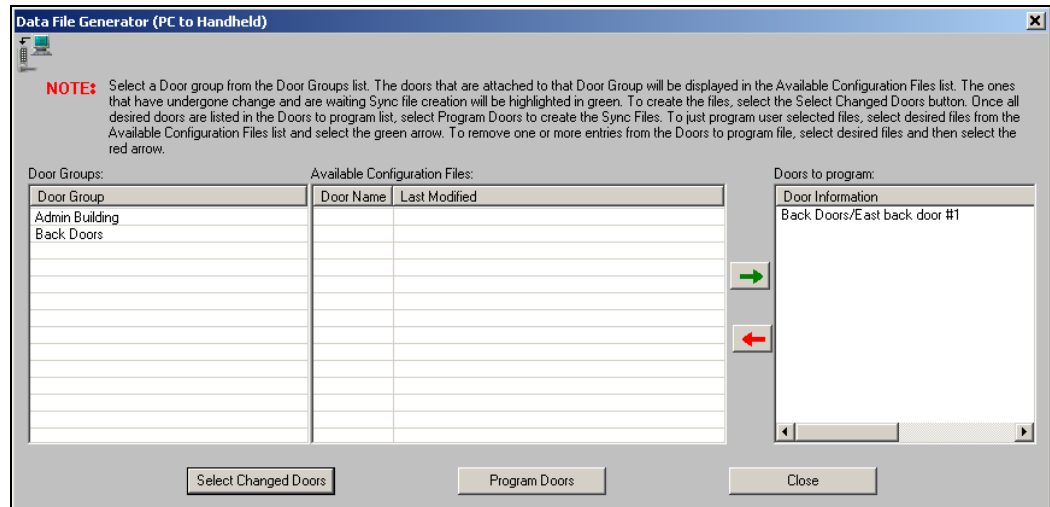 Data File Generator (PC to Handheld)
NOTE: Select a Door group from the Door Groups list. The doors that are attached to that Door Group will be displayed in the Available Configuration Files list. The ones
that have undergone change and are waiting Sync file creation will be highlighted in green. To create the files, select the Select Changed Doors button. Once all
desired doors are listed in the Doors to program list, select Program Doors to create the Sync Files. To just program user selected files, select desired files from the
Available Configuration Files list and select the green arrow. To remove one or more entries from the Doors to program file, select desired files and then select the
red arrow.
Door Groups:
Available Configuration Files:
Doors to program:
Door Group
Door Name
Last Modified
Door Information
Admin Building
Back Doors
Back Doors/East back door #1
Select Changed Doors
Program Doors
Close